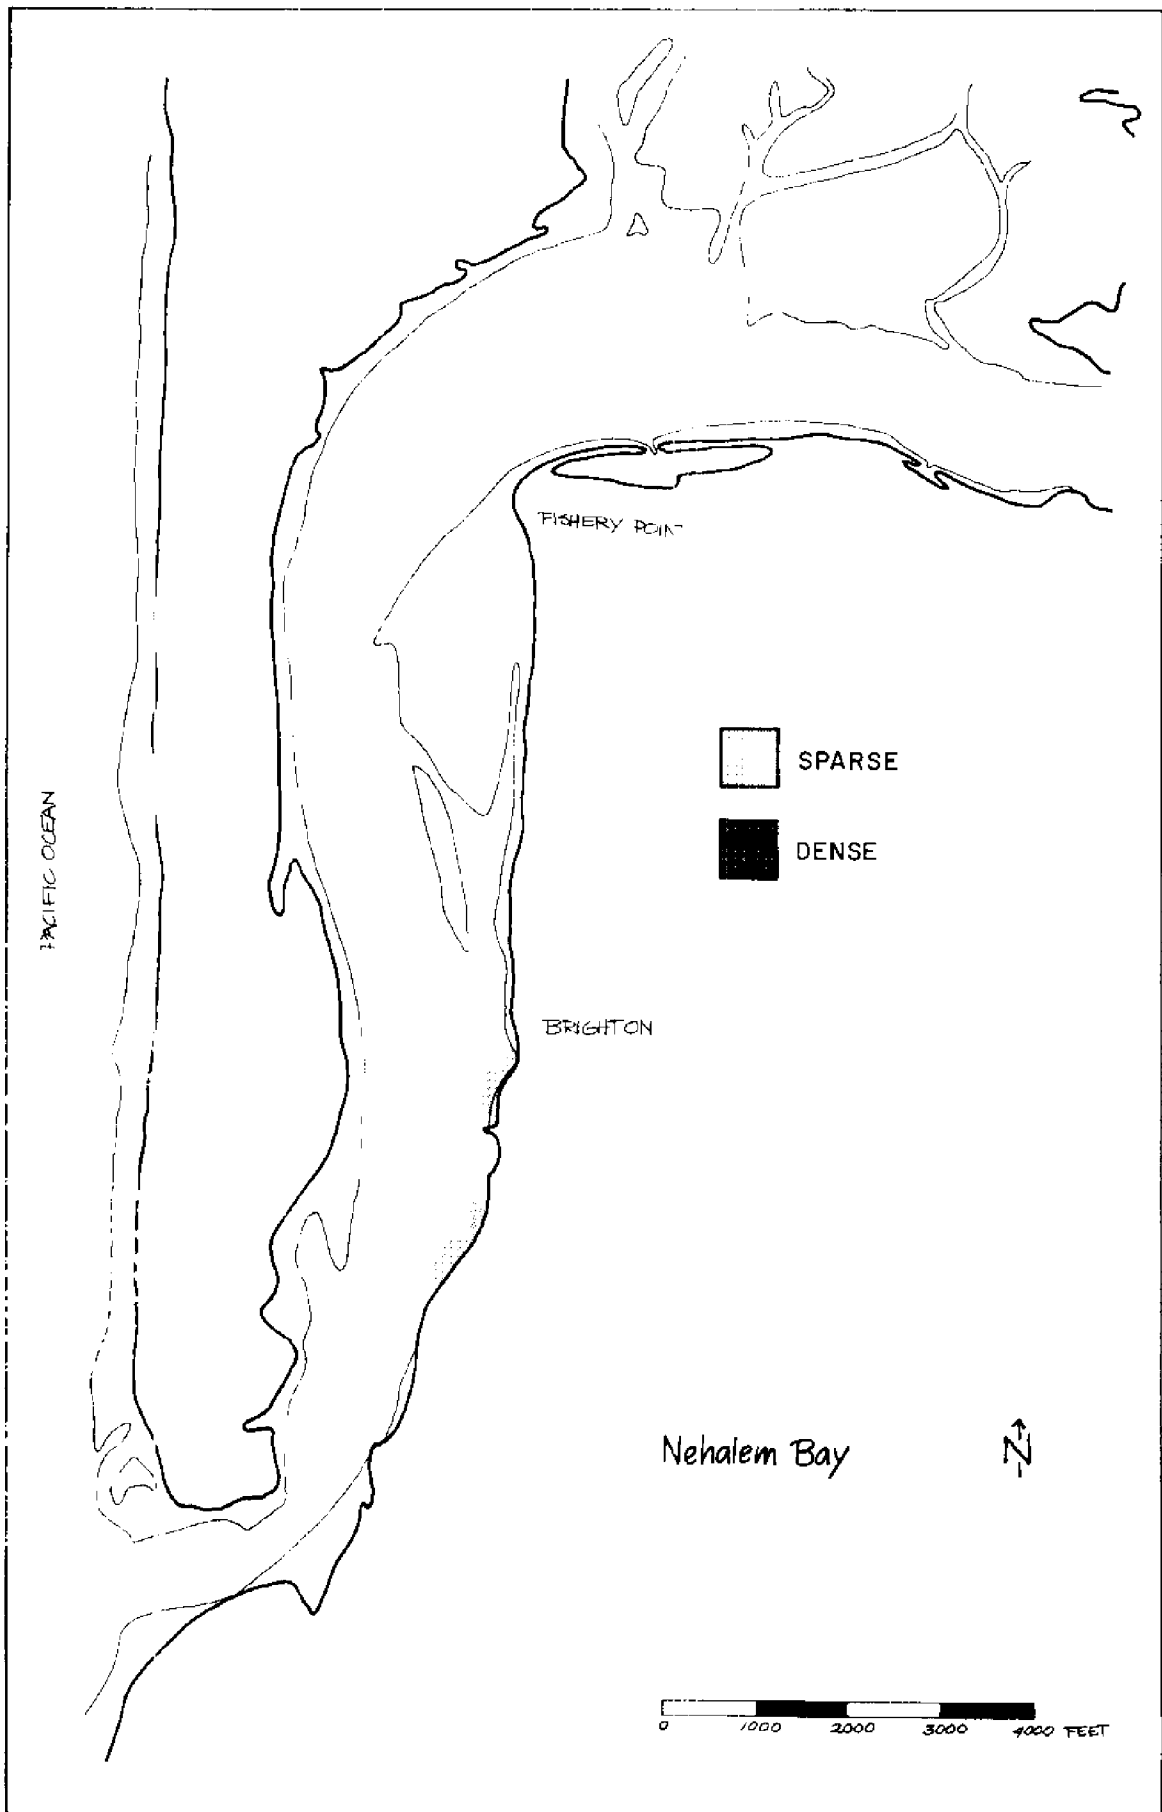 FISHERY POINT
SPARSE
DENSE
PACIFIC OCEAN
BRIGHTON
Nehalem Bay
N
0 1000 2000 3000 4000 FEET